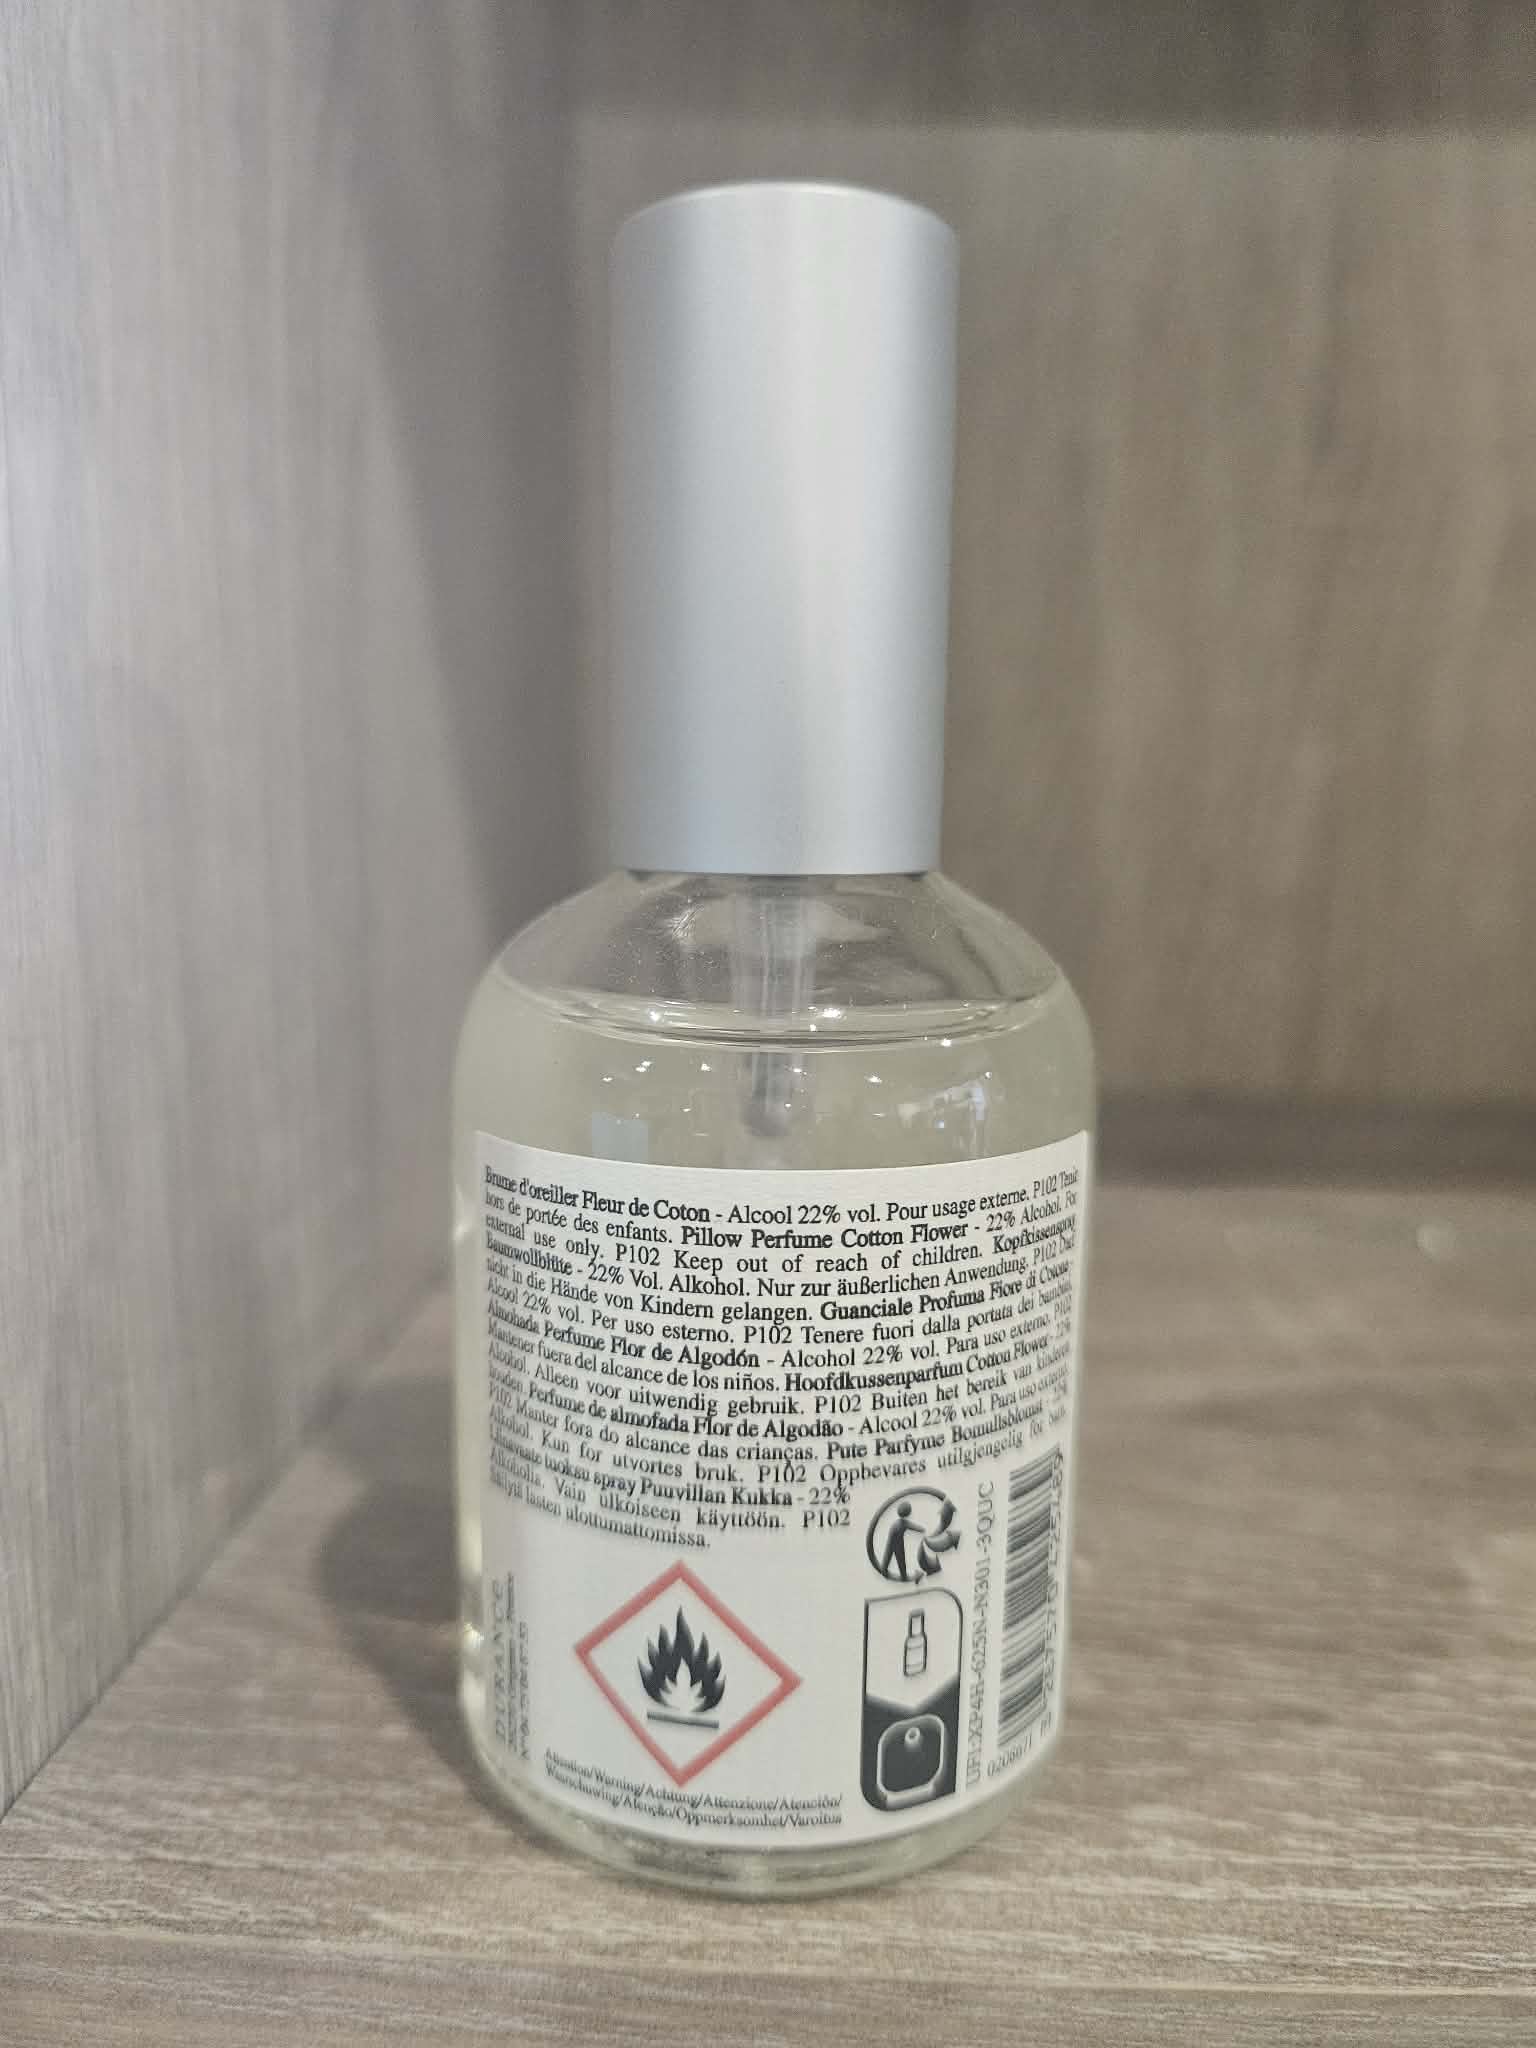 Brume d'oreiller Fleur de Coton - Alcool 22% vol. Pour usage externe. P102 Tenir
hors de portée des enfants. Pillow Perfume Cotton Flower - 22% Alcohol. For
external use only. P102 Keep out of reach of children. Kopfkissenspray
Baumwollblüte - 22% Vol. Alkohol. Nur zur äußerlichen Anwendung. P102 Darf
nicht in die Hände von Kindern gelangen. Guanciale Profuma Fiore di Cotone -
Alcool 22% vol. Per uso esterno. P102 Tenere fuori dalla portata dei bambini.
Almohada Perfume Flor de Algodón - Alcohol 22% vol. Para uso externo. P102
Mantener fuera del alcance de los niños. Hoofdkussenparfum Cotton Flower - 22%
Alcohol. Alleen voor uitwendig gebruik. P102 Buiten het bereik van kinderen
houden. Perfume de almofada Flor de Algodão - Alcool 22% vol. Para uso externo.
P102 Manter fora do alcance das crianças. Pute Parfyme Bomullsblomst - 22%
Alkohol. Kun for utvortes bruk. P102 Oppbevares utilgjengelig for barn.
Liinavaate tuoksu spray Puuvillan Kukka - 22%
Alkoholia. Vain ulkoiseen käyttöön. P102
Säilytä lasten ulottumattomissa.
DURANCE
Attention/Warning/Achtung/Attenzione/Atención/
Waarschuwing/Atenção/Oppmerksomhet/Varoitus
UFI:XP4H-625N-N301-3QUC
0206071